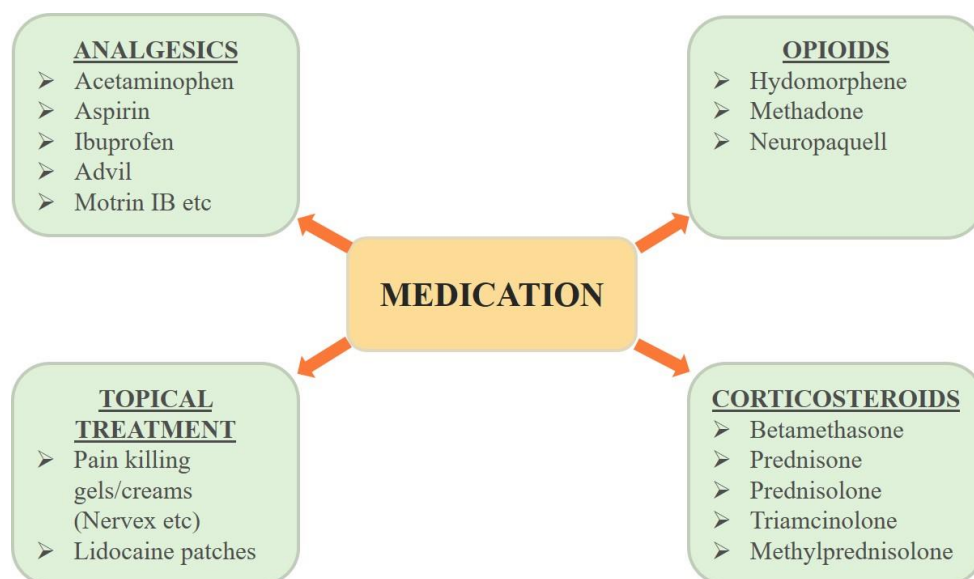 ANALGESICS
➢ Acetaminophen
➢ Aspirin
➢ Ibuprofen
➢ Advil
➢ Motrin IB etc
OPIOIDS
➢ Hydomorphene
➢ Methadone
➢ Neuropaquell
MEDICATION
TOPICAL
TREATMENT
➢ Pain killing
gels/creams
(Nervex etc)
➢ Lidocaine patches
CORTICOSTEROIDS
➢ Betamethasone
➢ Prednisone
➢ Prednisolone
➢ Triamcinolone
➢ Methylprednisolone